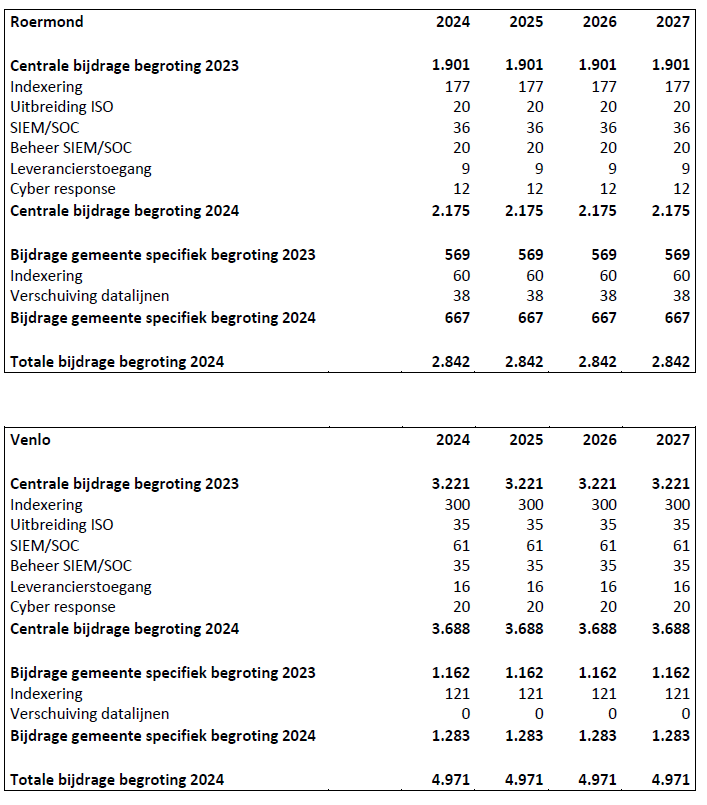 Roermond 2024 2025 2026 2027
Centrale bijdrage begroting 2023 1.901 1.901 1.901 1.901
Indexering 177 177 177 177
Uitbreiding ISO 20 20 20 20
SIEM/SOC 36 36 36 36
Beheer SIEM/SOC 20 20 20 20
Leverancierstoegang 9 9 9 9
Cyber response 12 12 12 12
Centrale bijdrage begroting 2024 2.175 2.175 2.175 2.175
Bijdrage gemeente specifiek begroting 2023 569 569 569 569
Indexering 60 60 60 60
Verschuiving datalijnen 38 38 38 38
Bijdrage gemeente specifiek begroting 2024 667 667 667 667
Totale bijdrage begroting 2024 2.842 2.842 2.842 2.842
Venlo 2024 2025 2026 2027
Centrale bijdrage begroting 2023 3.221 3.221 3.221 3.221
Indexering 300 300 300 300
Uitbreiding ISO 35 35 35 35
SIEM/SOC 61 61 61 61
Beheer SIEM/SOC 35 35 35 35
Leverancierstoegang 16 16 16 16
Cyber response 20 20 20 20
Centrale bijdrage begroting 2024 3.688 3.688 3.688 3.688
Bijdrage gemeente specifiek begroting 2023 1.162 1.162 1.162 1.162
Indexering 121 121 121 121
Verschuiving datalijnen 0 0 0 0
Bijdrage gemeente specifiek begroting 2024 1.283 1.283 1.283 1.283
Totale bijdrage begroting 2024 4.971 4.971 4.971 4.971